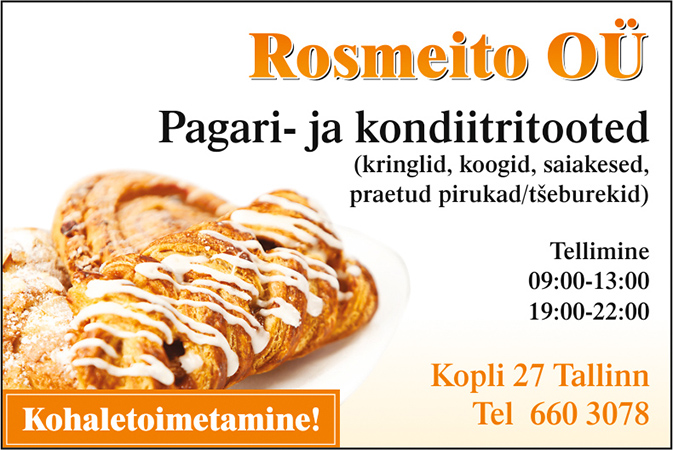 Rosmeito OÜ
Pagari- ja kondiitritooted
(kringlid, koogid, saiakesed,
praetud pirukad/tšeburekid)
Tellimine
09:00-13:00
19:00-22:00
Kopli 27 Tallinn
Tel 660 3078
Kohaletoimetamine!